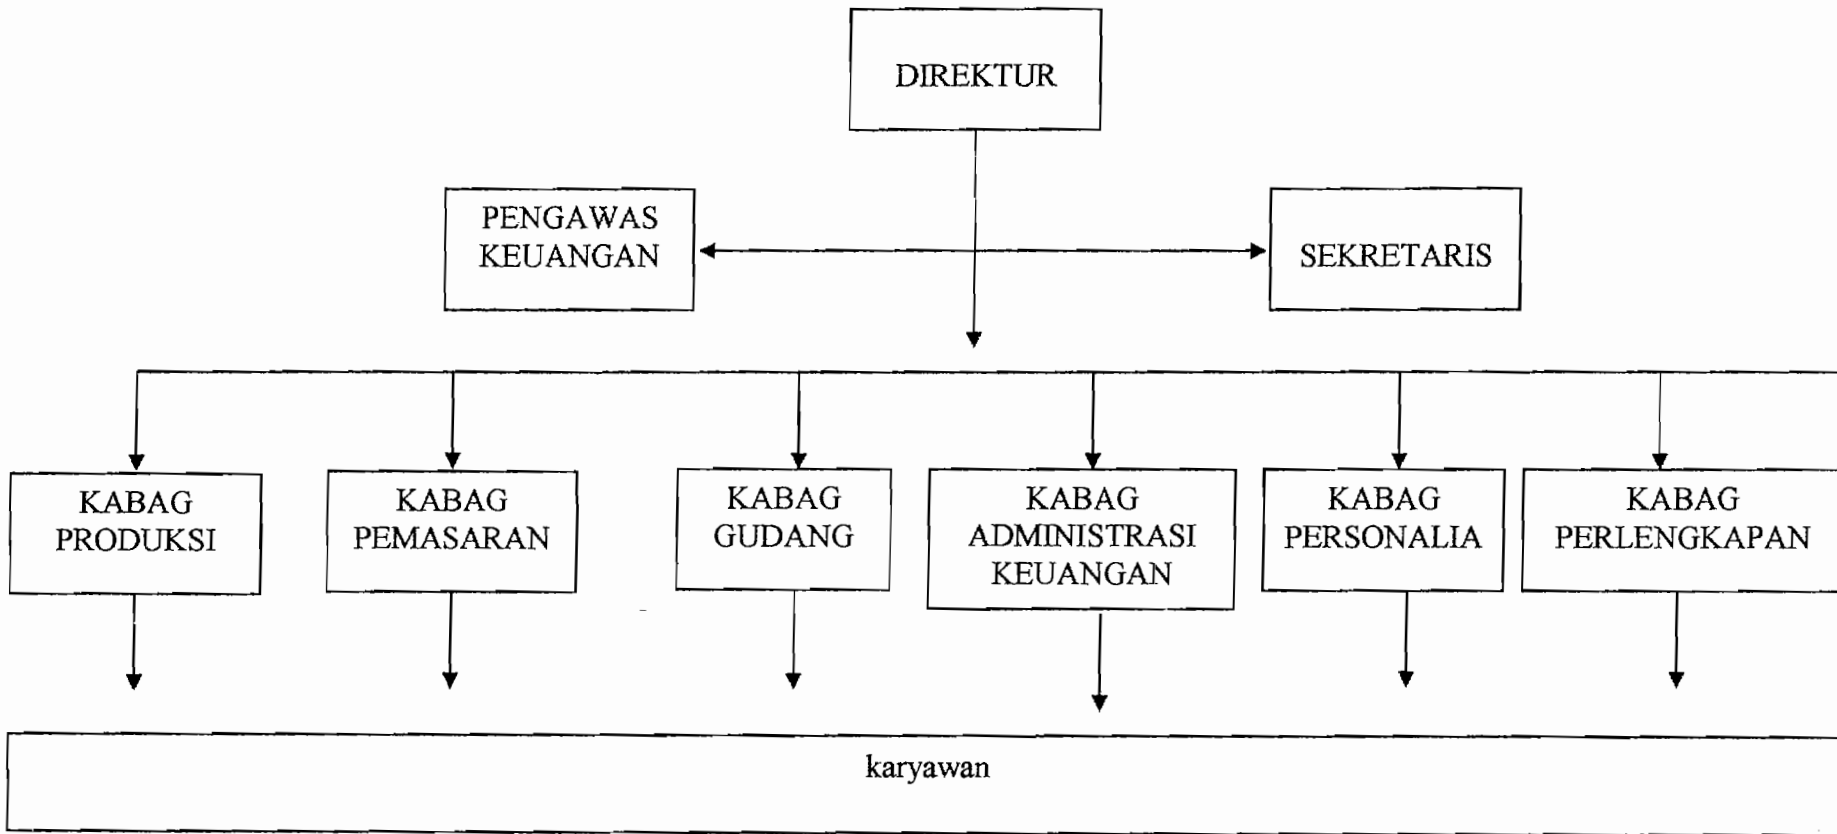 DIREKTUR
PENGAWAS
KEUANGAN
SEKRETARIS
KABAG
PRODUKSI
KABAG
PEMASARAN
KABAG
GUDANG
KABAG
ADMINISTRASI
KEUANGAN
KABAG
PERSONALIA
KABAG
PERLENGKAPAN
karyawan